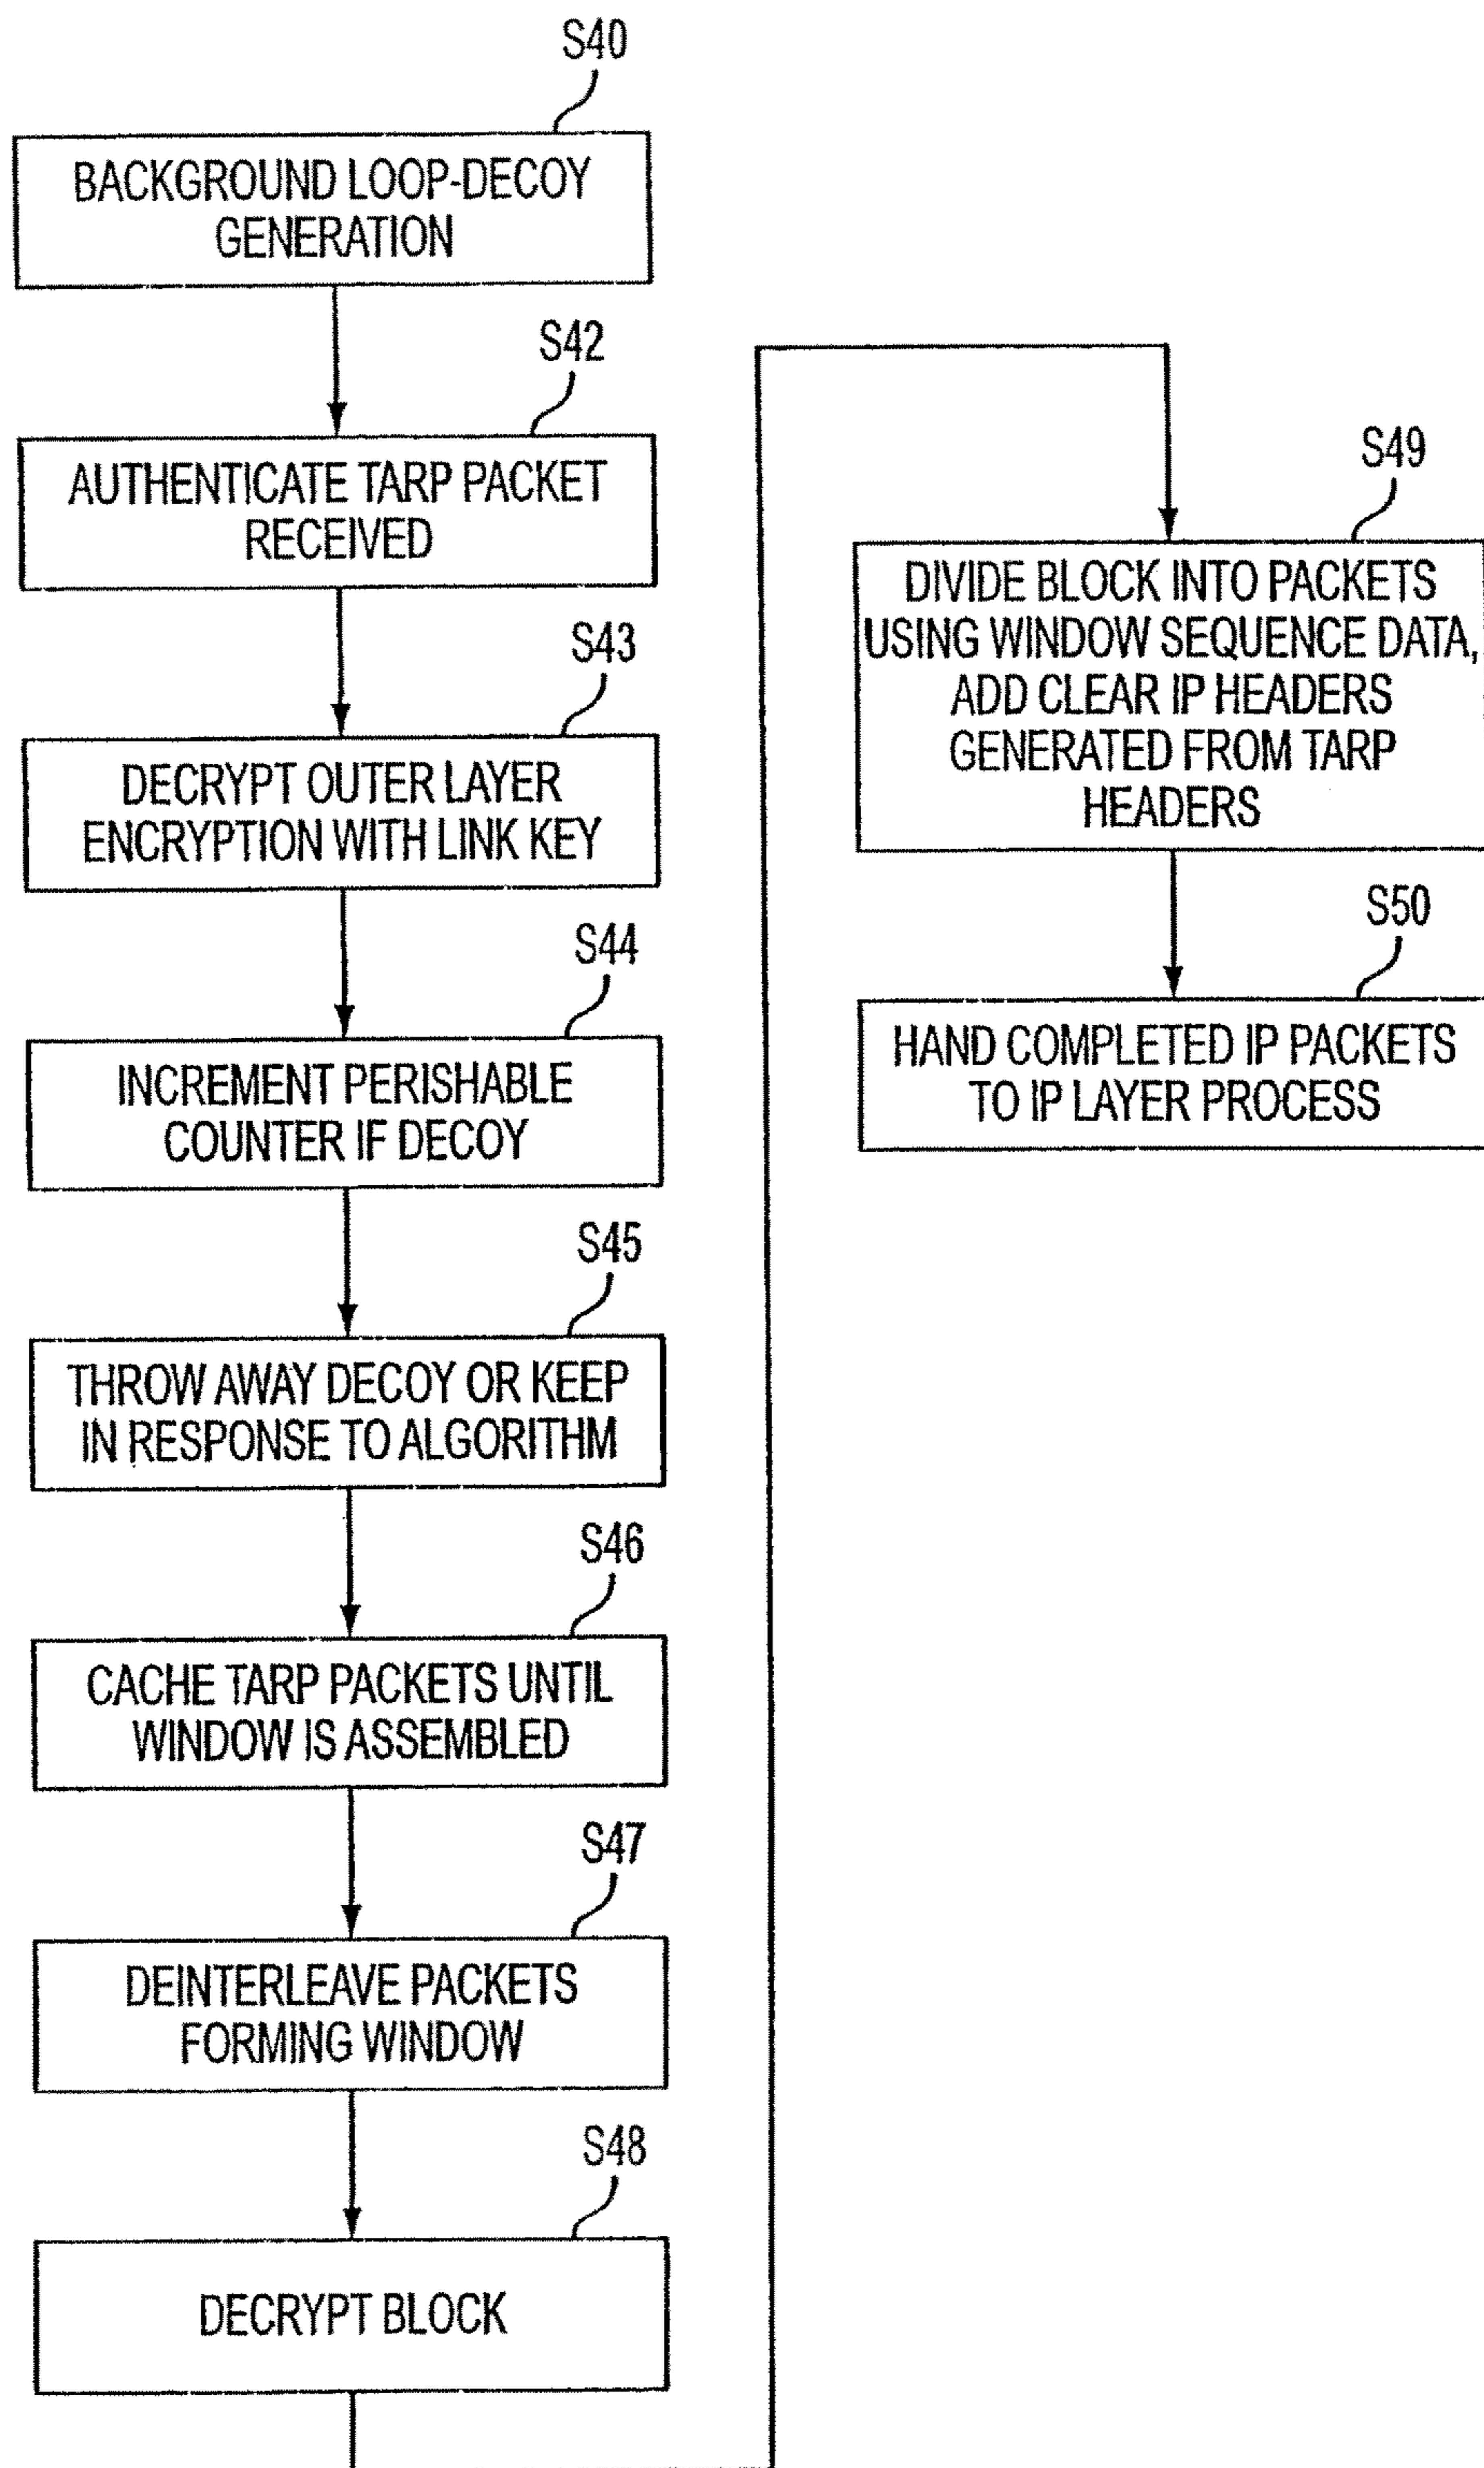 S40
BACKGROUND LOOP-DECOY
GENERATION
S42
AUTHENTICATE TARP PACKET
RECEIVED
S43
DECRYPT OUTER LAYER
ENCRYPTION WITH LINK KEY
S44
INCREMENT PERISHABLE
COUNTER IF DECOY
S45
THROW AWAY DECOY OR KEEP
IN RESPONSE TO ALGORITHM
S46
CACHE TARP PACKETS UNTIL
WINDOW IS ASSEMBLED
S47
DEINTERLEAVE PACKETS
FORMING WINDOW
S48
DECRYPT BLOCK
S49
DIVIDE BLOCK INTO PACKETS
USING WINDOW SEQUENCE DATA,
ADD CLEAR IP HEADERS
GENERATED FROM TARP
HEADERS
S50
HAND COMPLETED IP PACKETS
TO IP LAYER PROCESS